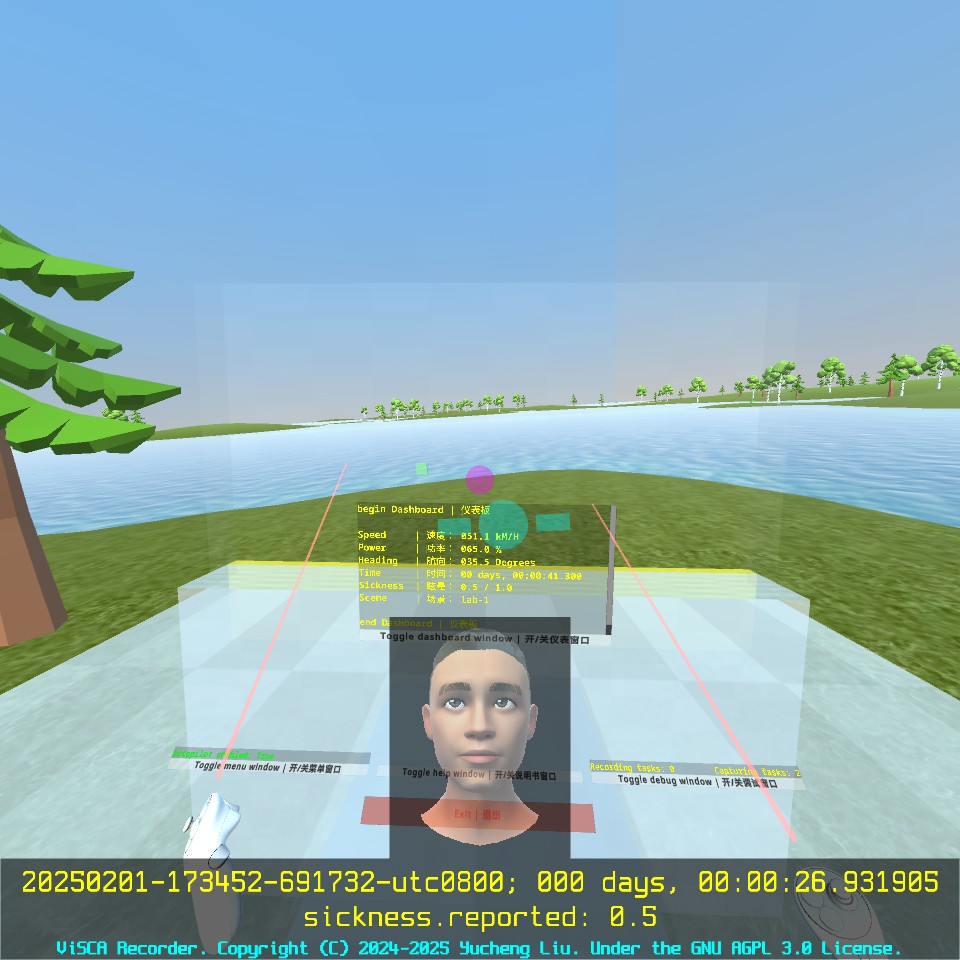 begin Dashboard | 仪表板
Speed | 速度： 051.1 kM/H
Power | 功率： 065.0 %
Heading | 航向： 035.5 Degrees
Time | 时间： 00 days, 00:00:41.300
Sickness | 眩晕： 0.5 / 1.0
Scene | 场景： lab-1
end Dashboard | 仪表板
Toggle dashboard window | 开/关仪表窗口
Toggle menu window | 开/关菜单窗口
Toggle help window | 开/关说明书窗口
Recording tasks: 0 Capturing tasks: 2
Toggle debug window | 开/关调试窗口
Exit | 退出
20250201-173452-691732-utc0800; 000 days, 00:00:26.931905
sickness.reported: 0.5
ViSCA Recorder. Copyright (C) 2024-2025 Yucheng Liu. Under the GNU AGPL 3.0 License.